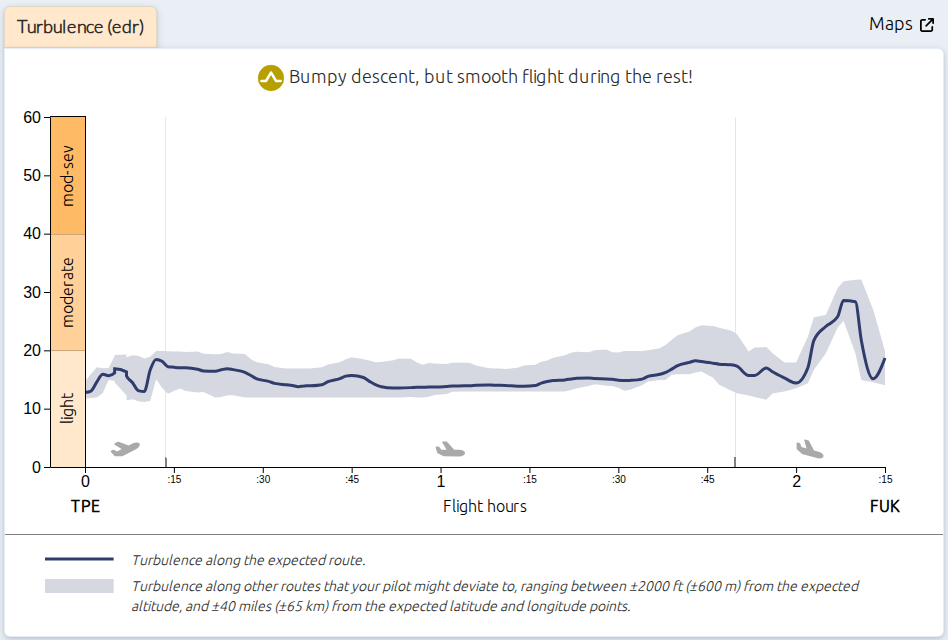 Turbulence (edr)
Maps
Bumpy descent, but smooth flight during the rest!
60
50
40
30
20
10
0
mod-sev
moderate
light
0 :15 :30 :45 1 :15 :30 :45 2 :15
TPE Flight hours FUK
Turbulence along the expected route.
Turbulence along other routes that your pilot might deviate to, ranging between ±2000 ft (±600 m) from the expected
altitude, and ±40 miles (±65 km) from the expected latitude and longitude points.